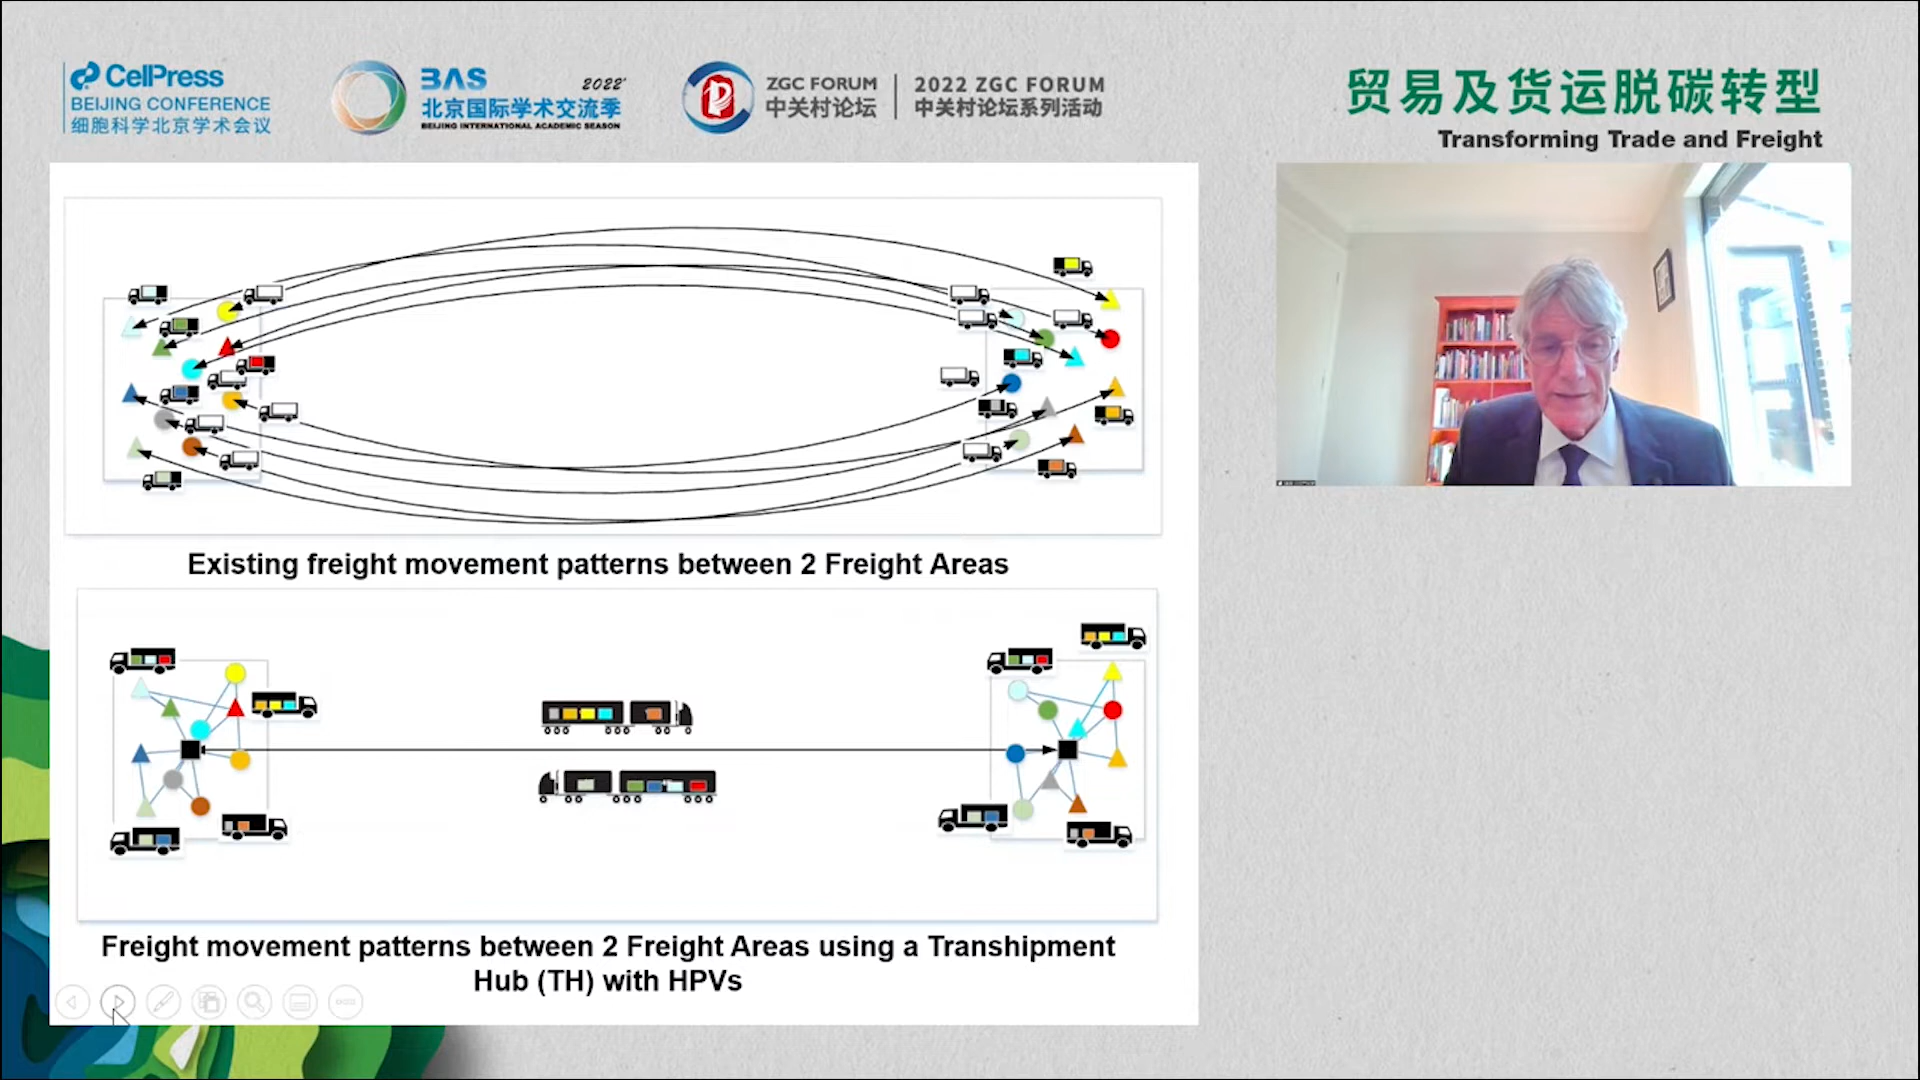 CellPress
BEIJING CONFERENCE
细胞科学北京学术会议
BAS 2022'
北京国际学术交流季
BEIJING INTERNATIONAL ACADEMIC SEASON
ZGC FORUM
中关村论坛
2022 ZGC FORUM
中关村论坛系列活动
贸易及货运脱碳转型
Transforming Trade and Freight
Existing freight movement patterns between 2 Freight Areas
Freight movement patterns between 2 Freight Areas using a Transhipment
Hub (TH) with HPVs